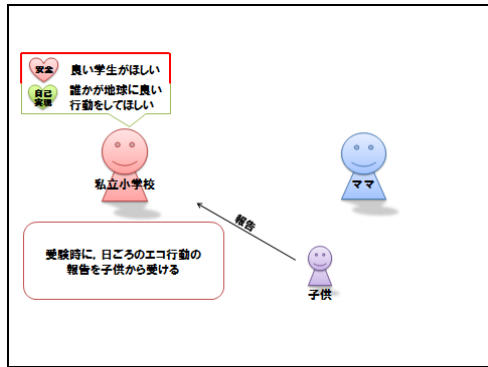 安全 良い学生がほしい
自己
実現
誰かが地球に良い
行動をしてほしい
私立小学校
ママ
報告
受験時に，日ごろのエコ行動の
報告を子供から受ける
子供